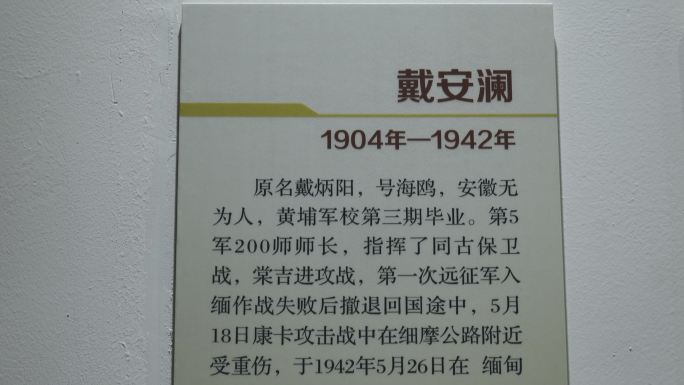 戴安澜
1904年—1942年
原名戴炳阳，号海鸥，安徽无
为人，黄埔军校第三期毕业。第5
军200师师长，指挥了同古保卫
战，棠吉进攻战，第一次远征军入
缅作战失败后撤退回国途中，5月
18日康卡攻击战中在细摩公路附近
受重伤，于1942年5月26日在 缅甸